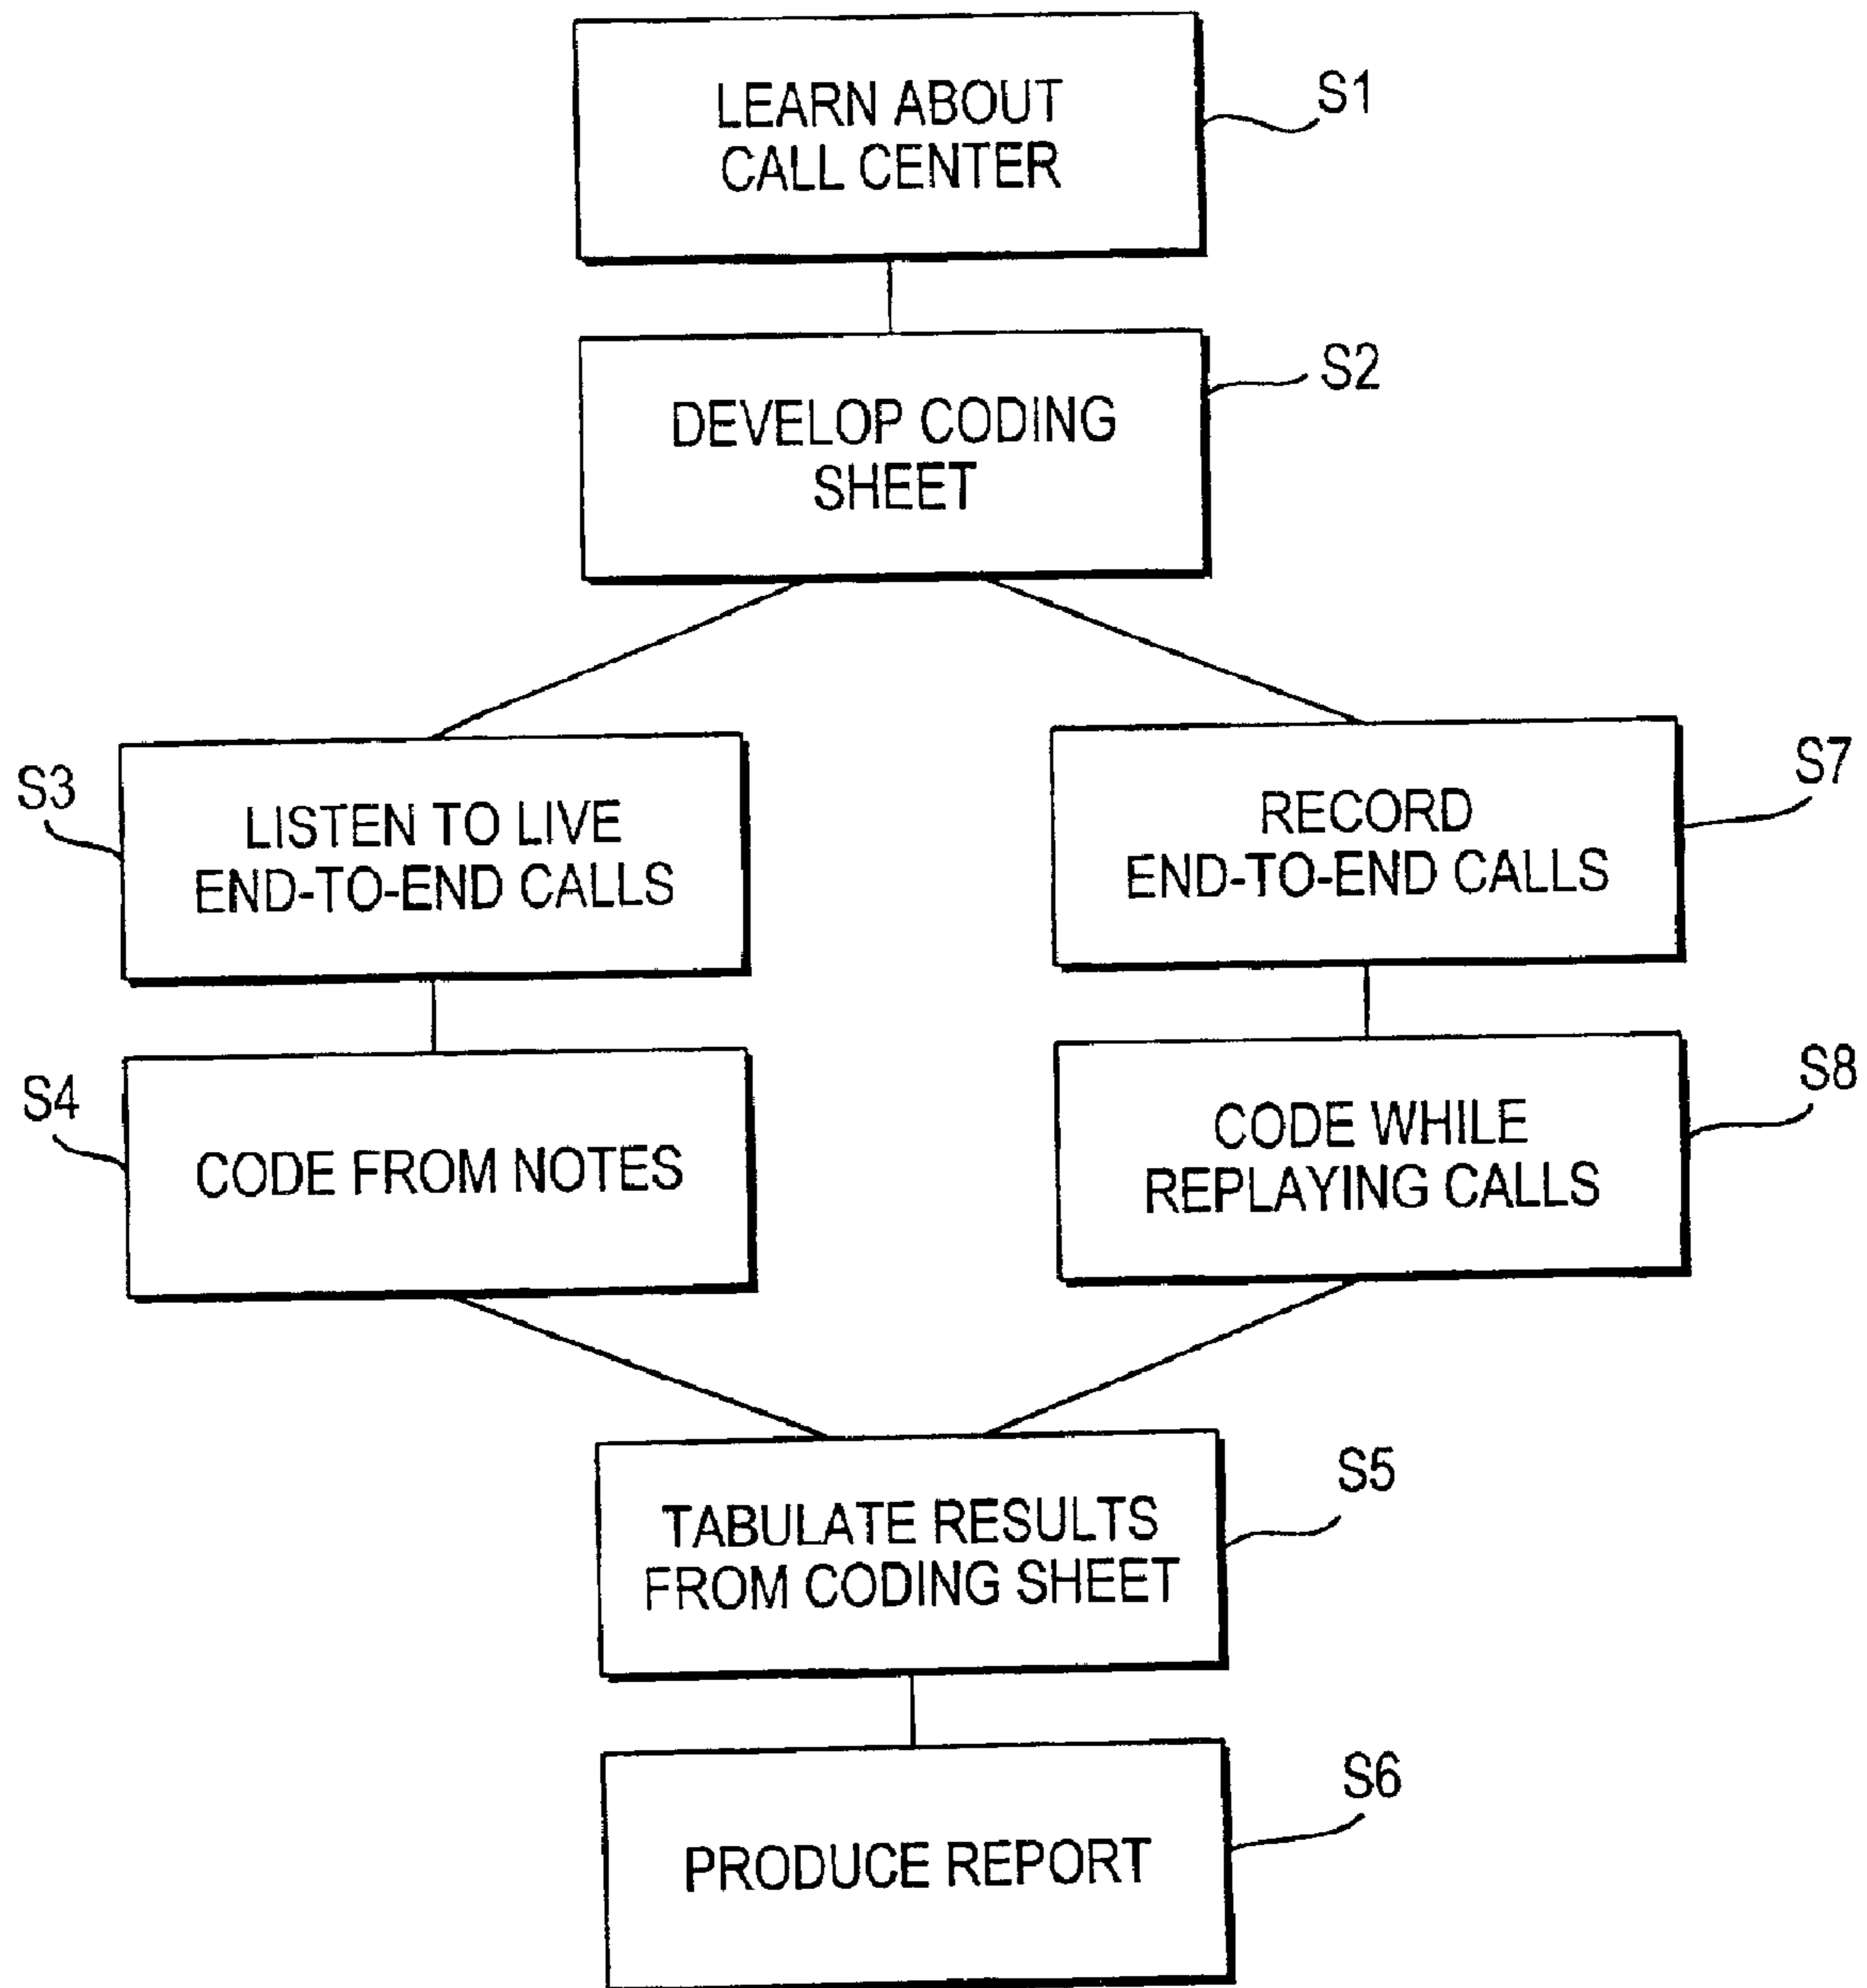 LEARN ABOUT
CALL CENTER
S1
DEVELOP CODING
SHEET
S2
S3
LISTEN TO LIVE
END-TO-END CALLS
RECORD
END-TO-END CALLS
S7
S4
CODE FROM NOTES
CODE WHILE
REPLAYING CALLS
S8
TABULATE RESULTS
FROM CODING SHEET
S5
PRODUCE REPORT
S6